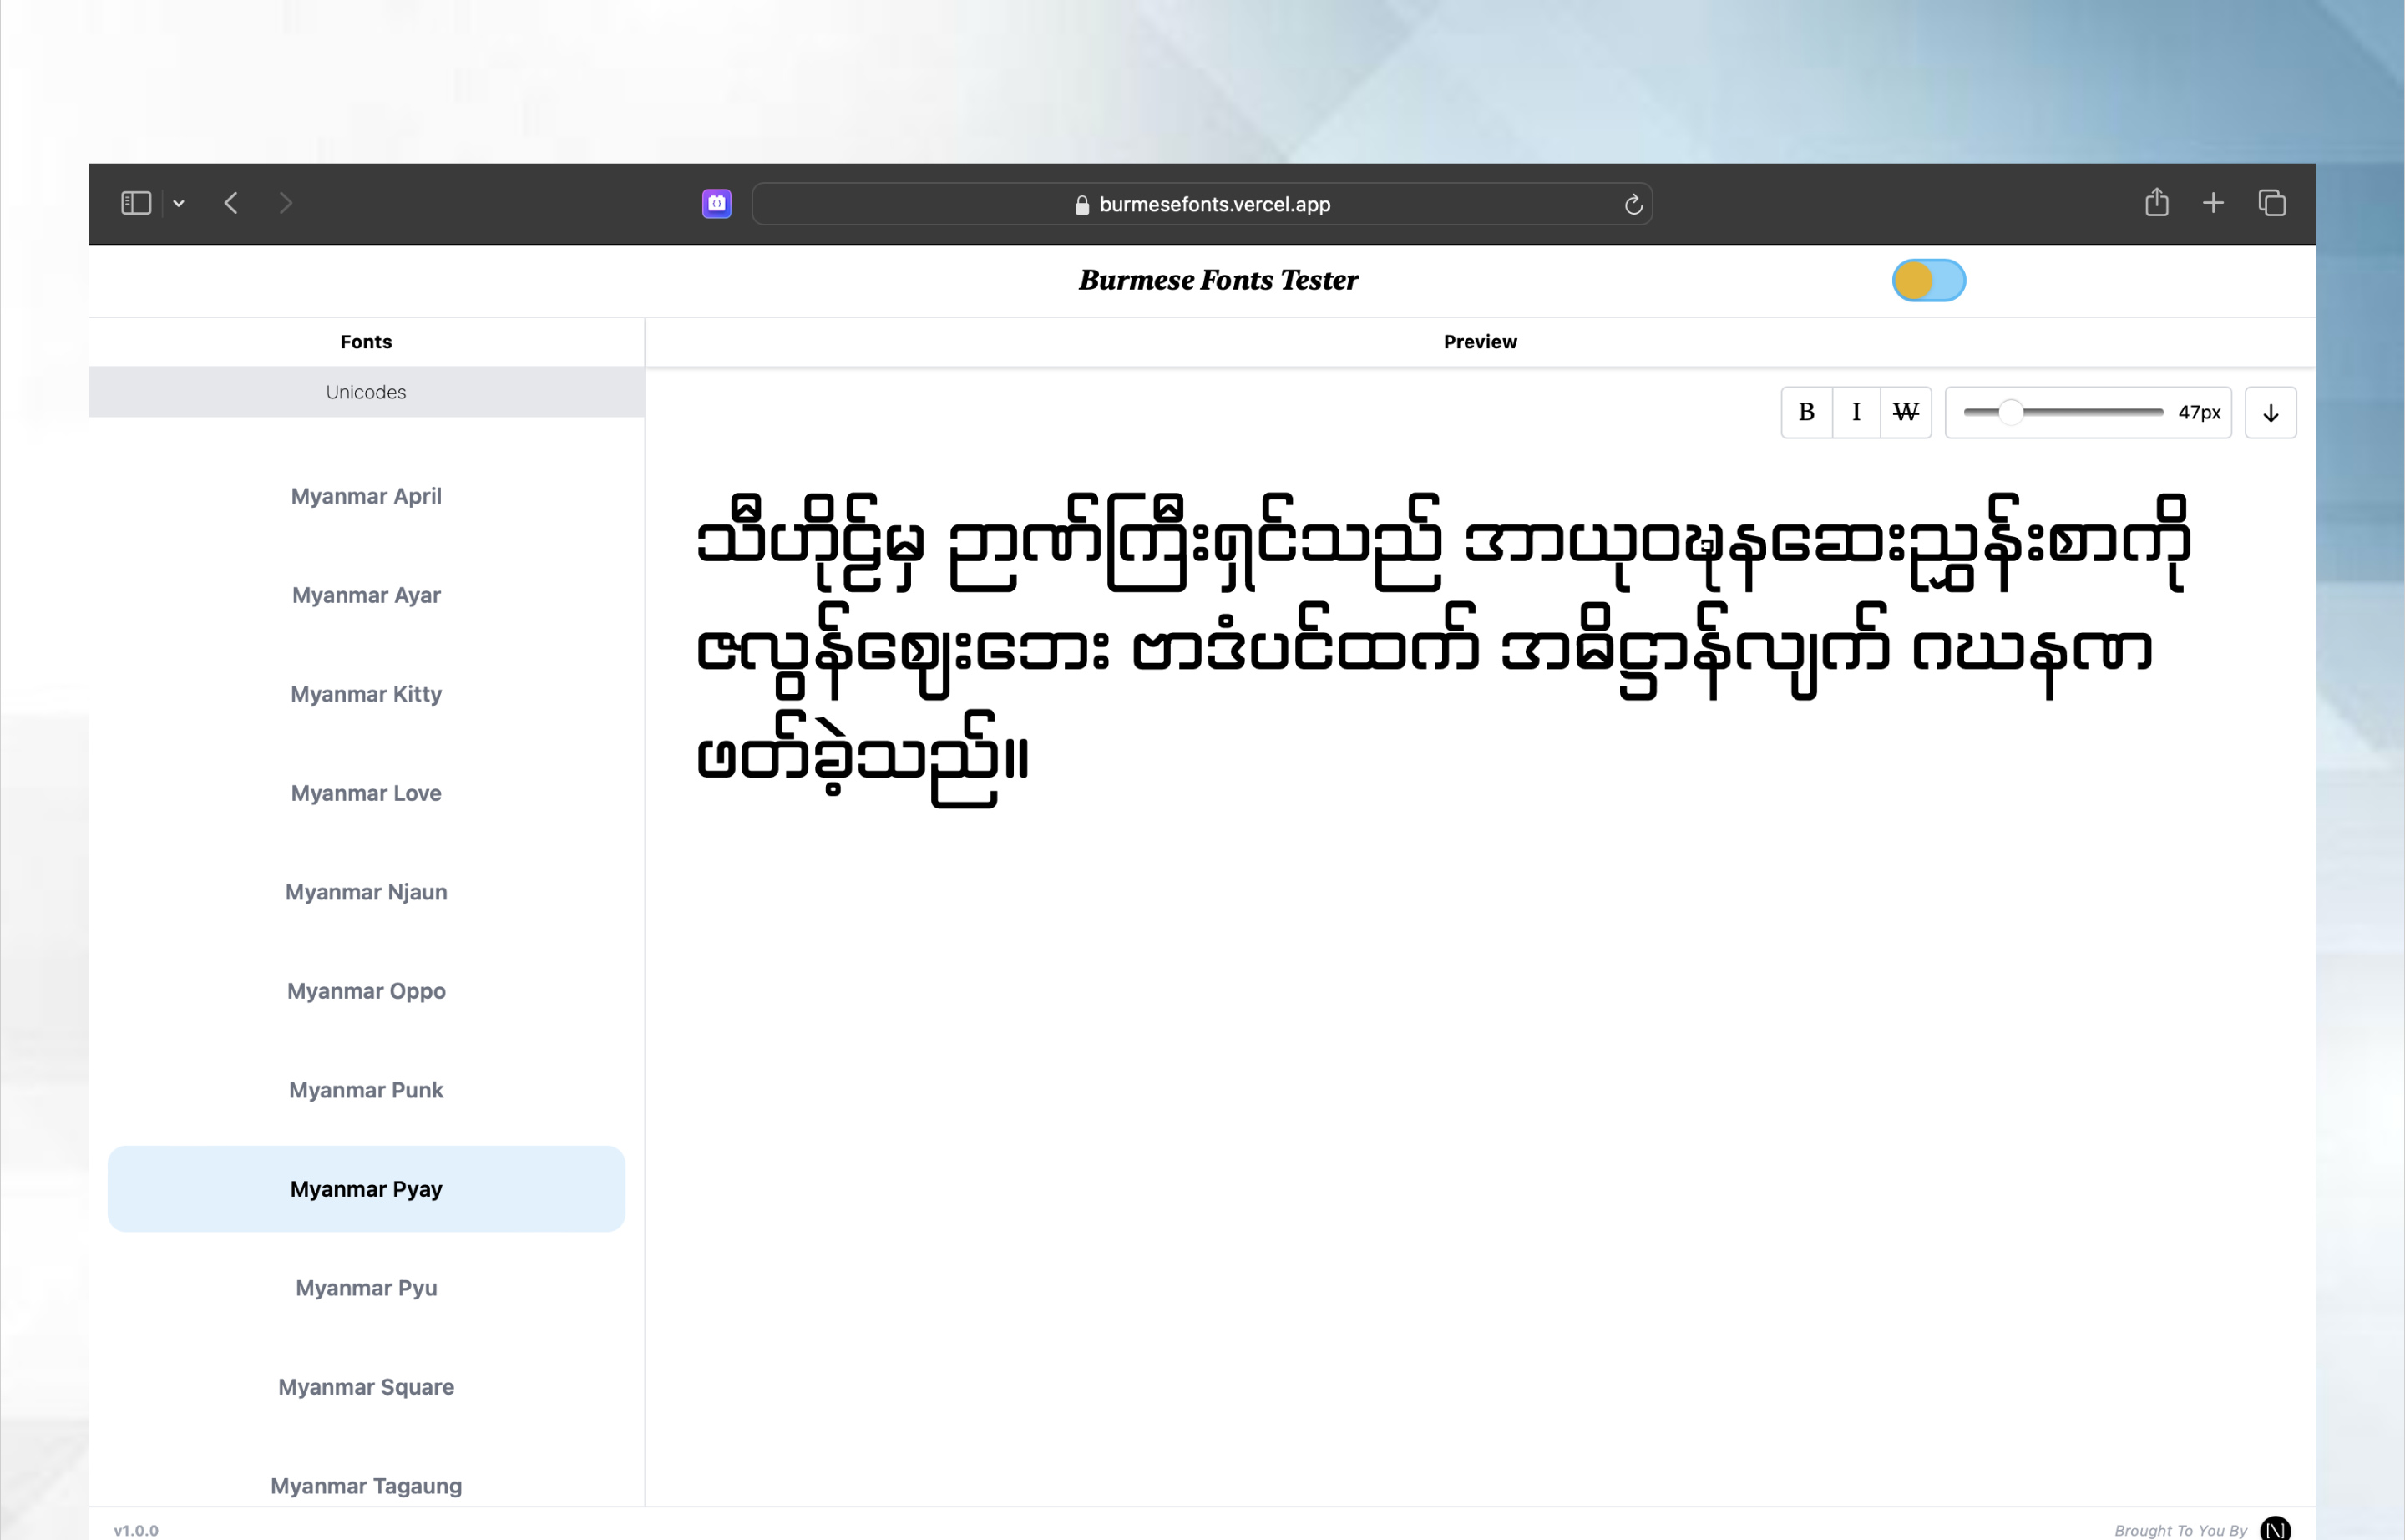 burmesefonts.vercel.app
Burmese Fonts Tester
Fonts
Preview
Unicodes
B I W 47px
Myanmar April
Myanmar Ayar
Myanmar Kitty
Myanmar Love
Myanmar Njaun
Myanmar Oppo
Myanmar Punk
Myanmar Pyay
Myanmar Pyu
Myanmar Square
Myanmar Tagaung
သီဟိုဠ်မှ ဉာဏ်ကြီးရှင်သည် အာယုဝဍ္ဎနဆေးညွှန်းစာကို
ဇလွန်ဈေးဘေး ဗာဒံပင်ထက် အဓိဋ္ဌာန်လျက် ဂဃနဏ
ဖတ်ခဲ့သည်။
v1.0.0
Brought To You By